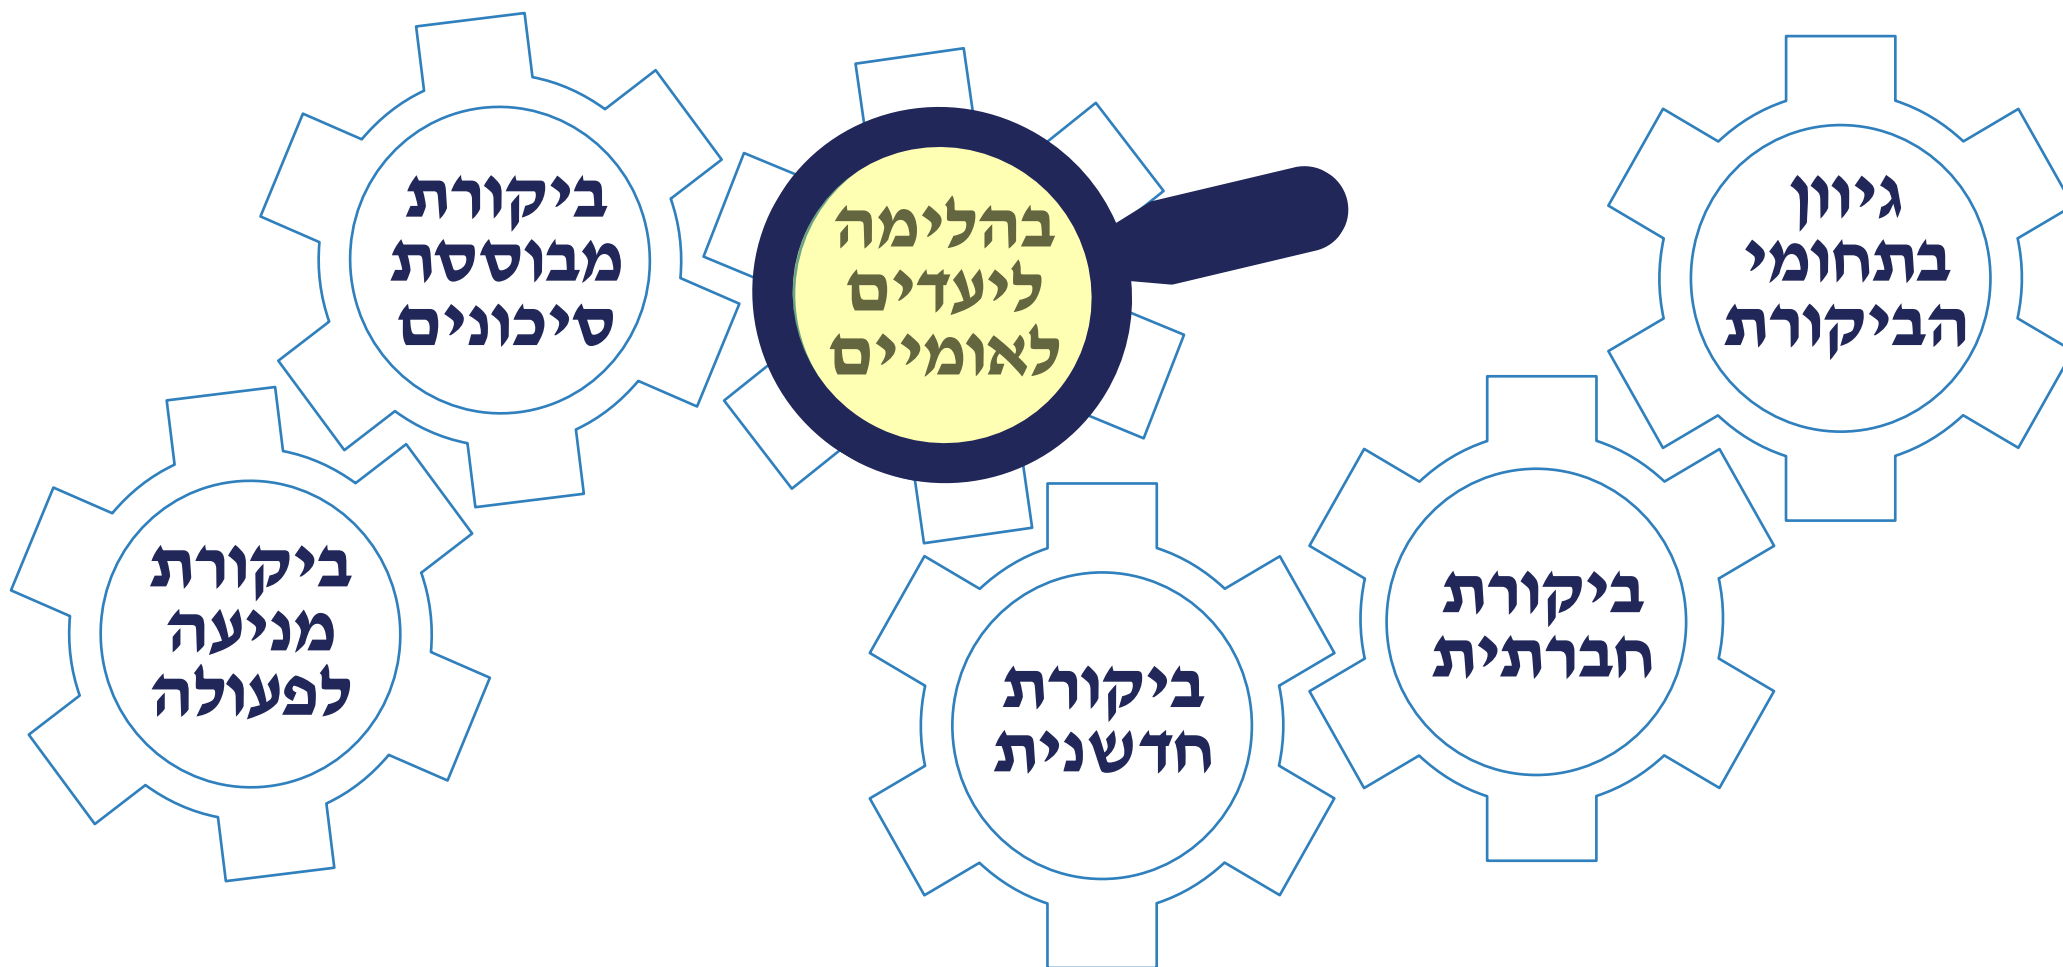 גיוון
בתחומי
הביקורת
ביקורת
חברתית
ביקורת
חדשנית
בהלימה
ליעדים
לאומיים
ביקורת
מבוססת
סיכונים
ביקורת
מניעה
לפעולה